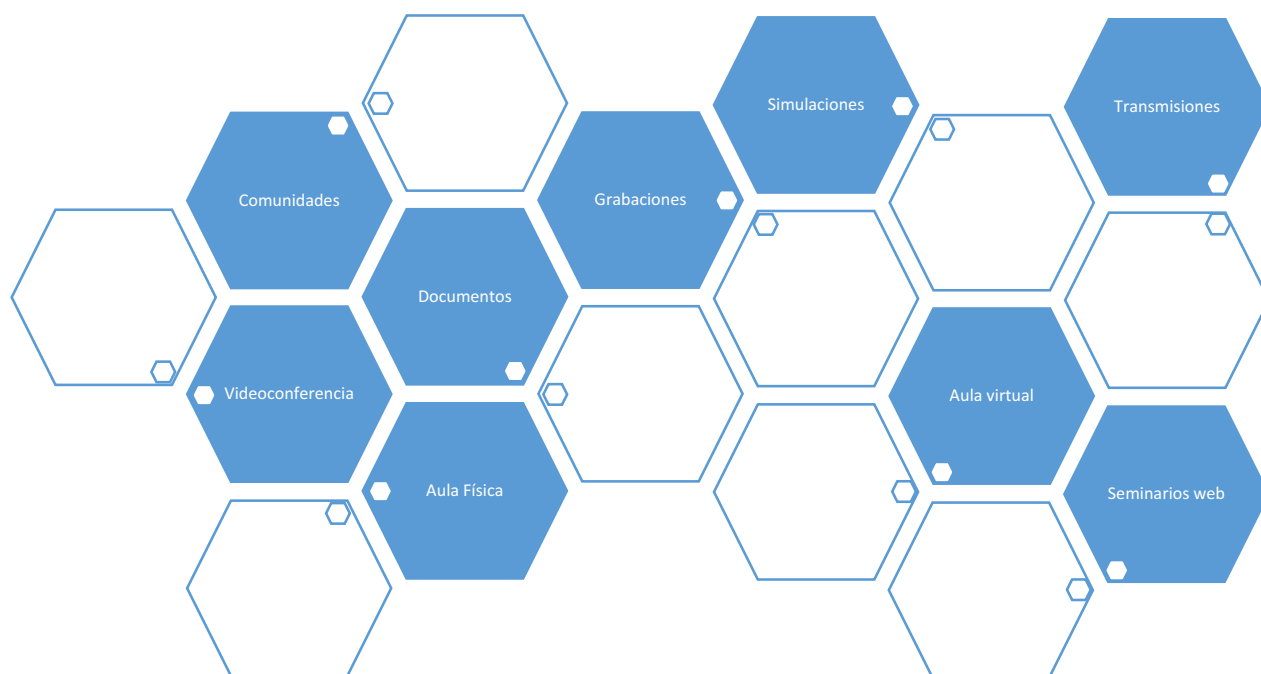 Simulaciones
Transmisiones
Comunidades
Grabaciones
Documentos
Videoconferencia
Aula virtual
Aula Física
Seminarios web